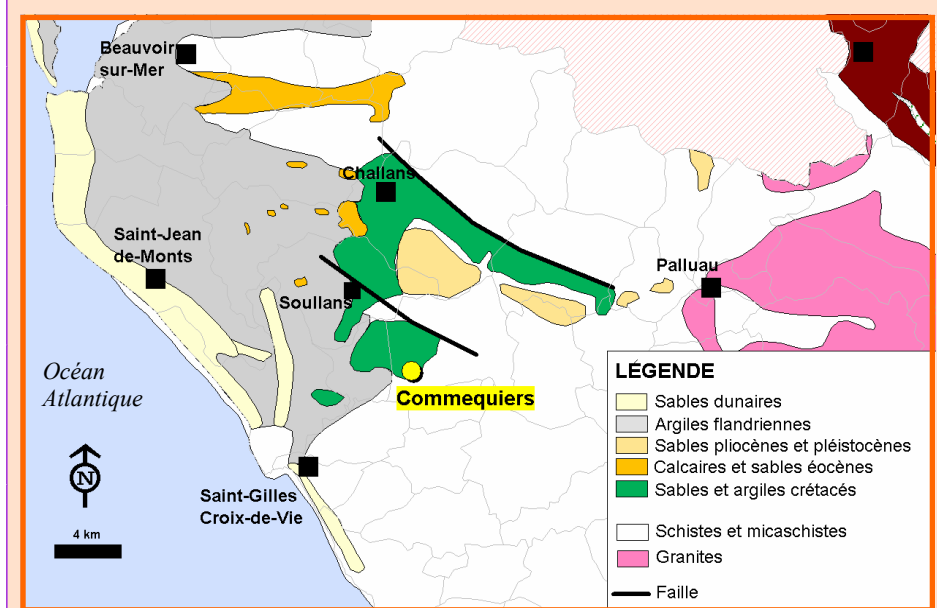 Beauvoir
sur-Mer
Challans
Saint-Jean
de-Monts
Soullans
Palluau
Océan
Atlantique
Commequiers
N
4 km
Saint-Gilles
Croix-de-Vie
LÉGENDE
Sables dunaires
Argiles flandriennes
Sables pliocènes et pléistocènes
Calcaires et sables éocènes
Sables et argiles crétacés
Schistes et micaschistes
Granites
Faille